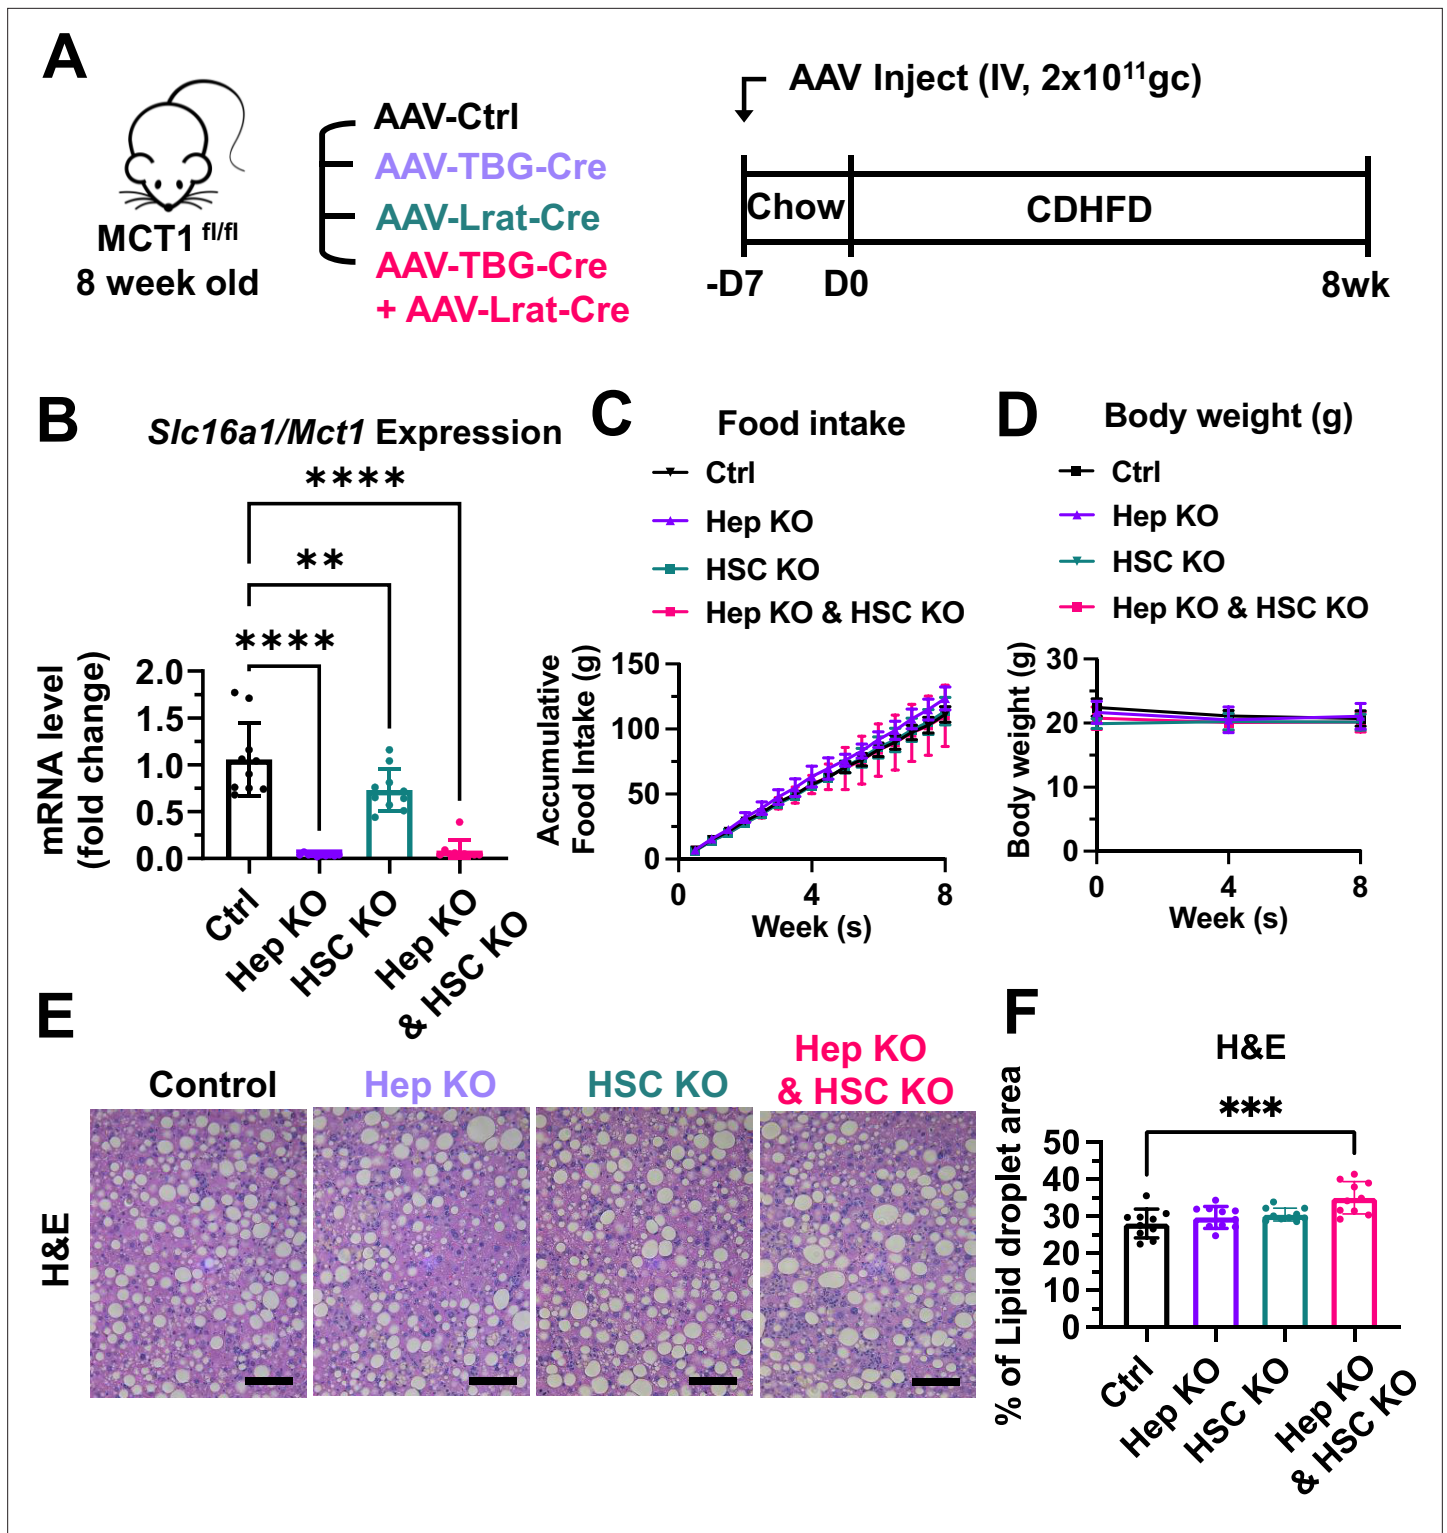 A
MCT1 fl/fl
8 week old
AAV-Ctrl
AAV-TBG-Cre
AAV-Lrat-Cre
AAV-TBG-Cre
+ AAV-Lrat-Cre
AAV Inject (IV, 2x10¹¹gc)
Chow
CDHFD
-D7
D0
8wk
B
Slc16a1/Mct1 Expression
****
**
****
mRNA level
(fold change)
2.0
1.5
1.0
0.5
0.0
Ctrl
Hep KO
HSC KO
Hep KO
& HSC KO
C
Food intake
Ctrl
Hep KO
HSC KO
Hep KO & HSC KO
Accumulative
Food Intake (g)
150
100
50
0
0
4
8
Week (s)
D
Body weight (g)
Ctrl
Hep KO
HSC KO
Hep KO & HSC KO
Body weight (g)
30
20
10
0
0
4
8
Week (s)
E
Control
Hep KO
HSC KO
Hep KO
& HSC KO
H&E
F
H&E
***
% of Lipid droplet area
50
40
30
20
10
0
Ctrl
Hep KO
HSC KO
Hep KO
& HSC KO